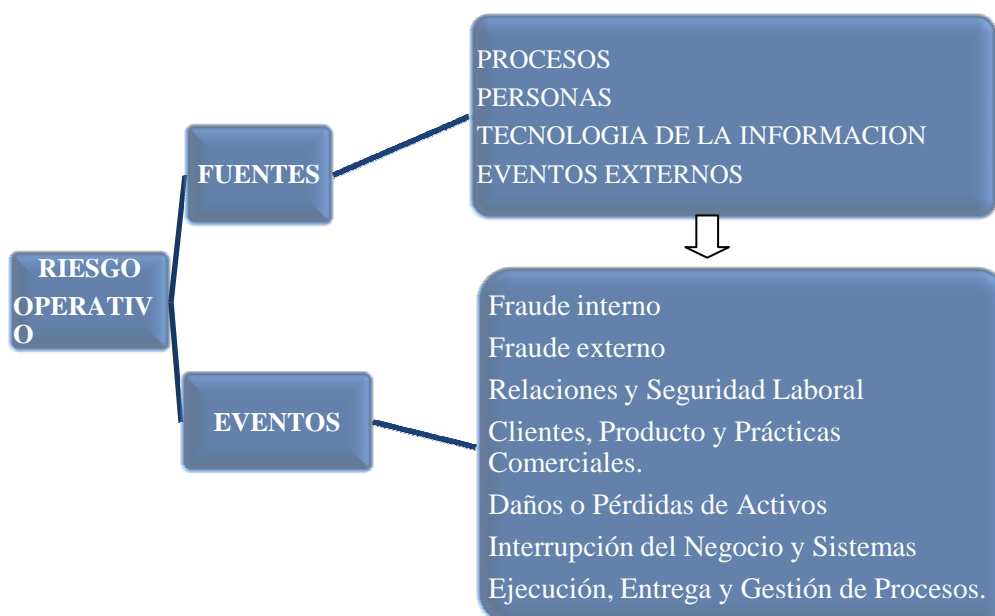 RIESGO
OPERATIV
O
FUENTES
PROCESOS
PERSONAS
TECNOLOGIA DE LA INFORMACION
EVENTOS EXTERNOS
EVENTOS
Fraude interno
Fraude externo
Relaciones y Seguridad Laboral
Clientes, Producto y Prácticas
Comerciales.
Daños o Pérdidas de Activos
Interrupción del Negocio y Sistemas
Ejecución, Entrega y Gestión de Procesos.